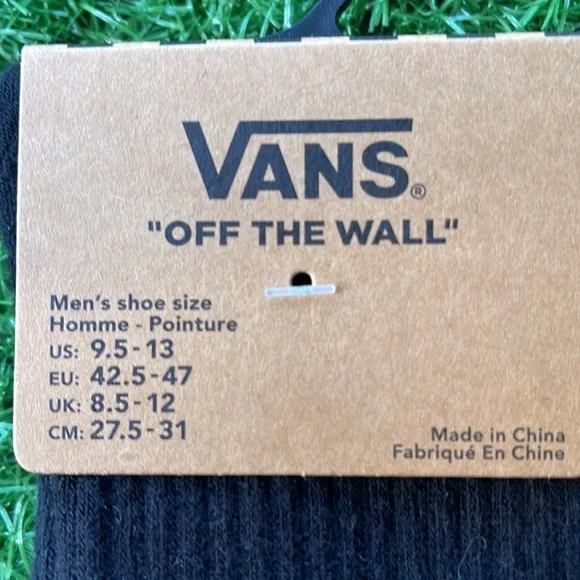 VANS®
"OFF THE WALL"
Men's shoe size
Homme - Pointure
US: 9.5-13
EU: 42.5-47
UK: 8.5-12
CM: 27.5-31
Made in China
Fabriqué En Chine